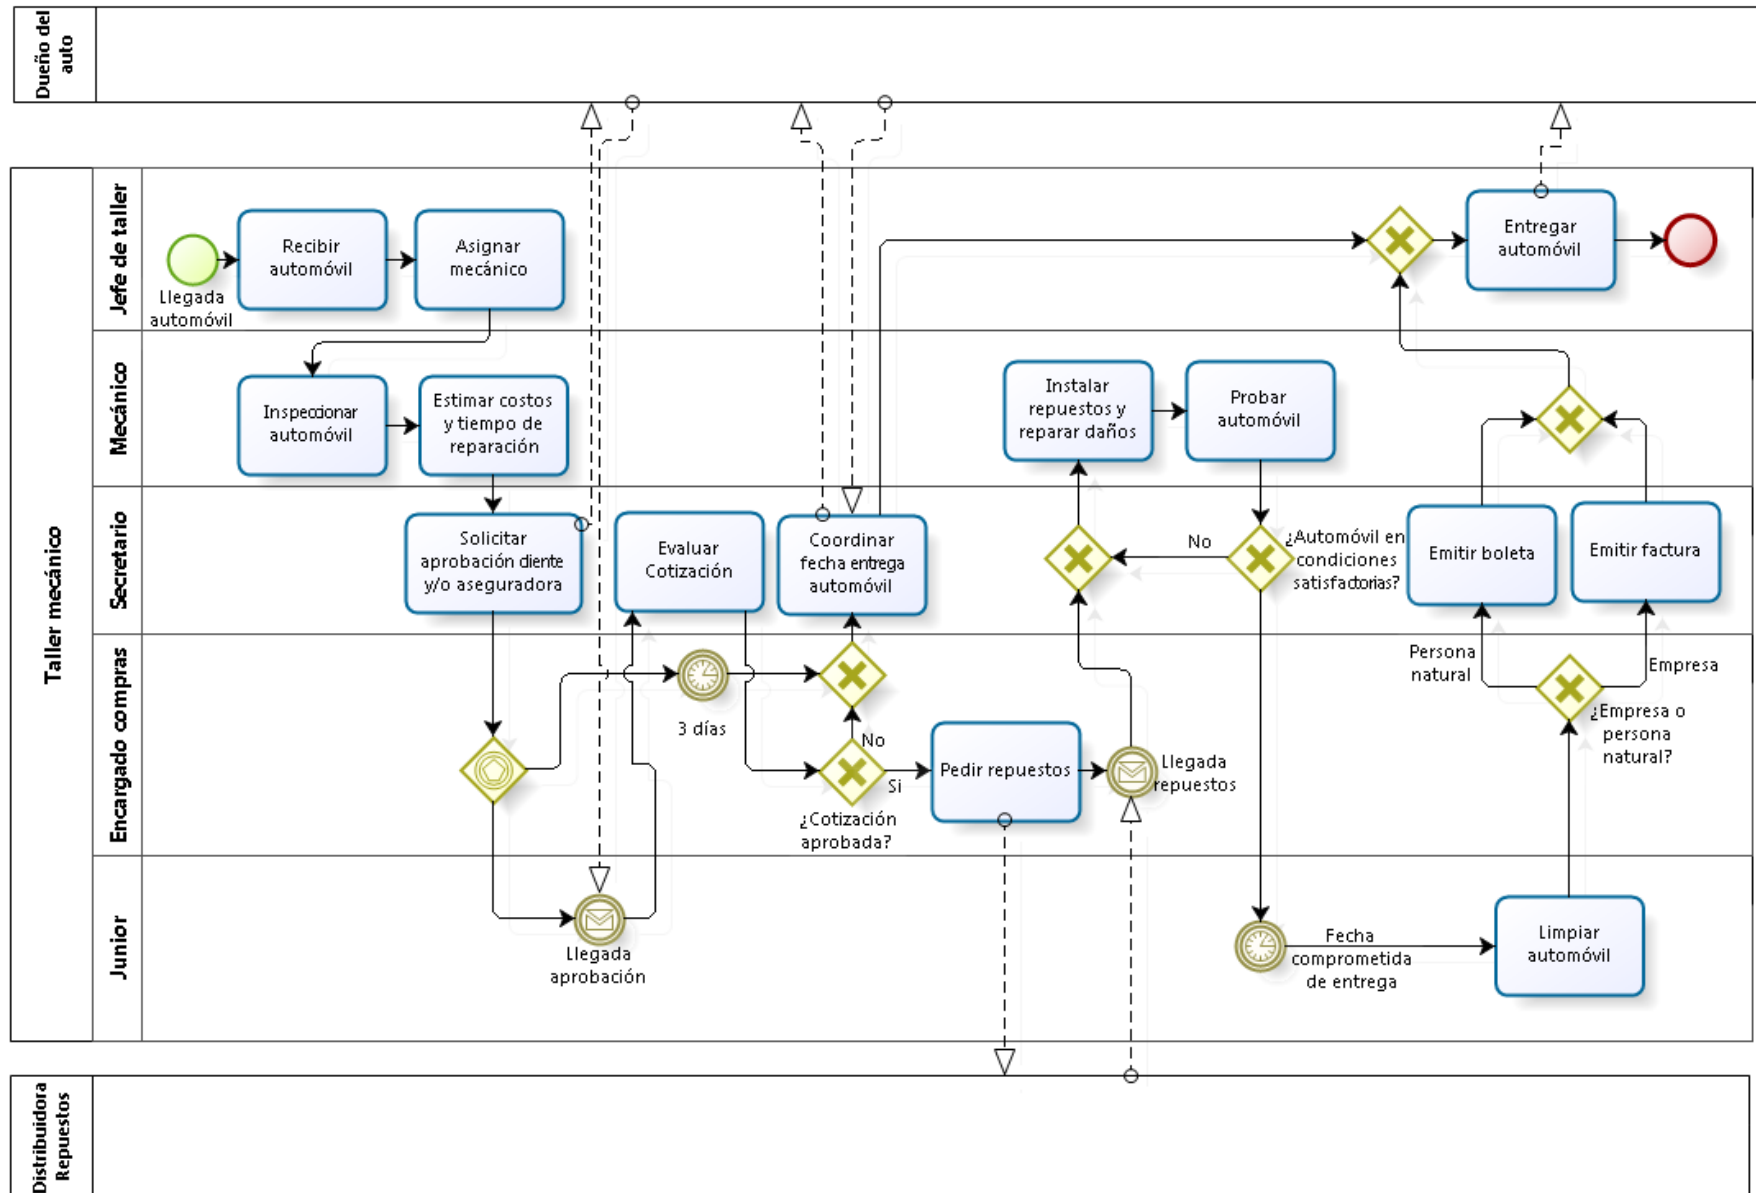 Dueño del
auto
Taller mecánico
Jefe de taller
Llegada
automóvil
Recibir
automóvil
Asignar
mecánico
Entregar
automóvil
Mecánico
Inspeccionar
automóvil
Estimar costos
y tiempo de
reparación
Instalar
repuestos y
reparar daños
Probar
automóvil
Secretario
Solicitar
aprobación cliente
y/o aseguradora
Evaluar
Cotización
Coordinar
fecha entrega
automóvil
No
¿Automóvil en
condiciones
satisfactorias?
Emitir boleta
Emitir factura
Encargado compras
3 días
No
Si
¿Cotización
aprobada?
Pedir repuestos
Llegada
repuestos
Persona
natural
Empresa
¿Empresa o
persona
natural?
Junior
Llegada
aprobación
Fecha
comprometida
de entrega
Limpiar
automóvil
Distribuidora
Repuestos